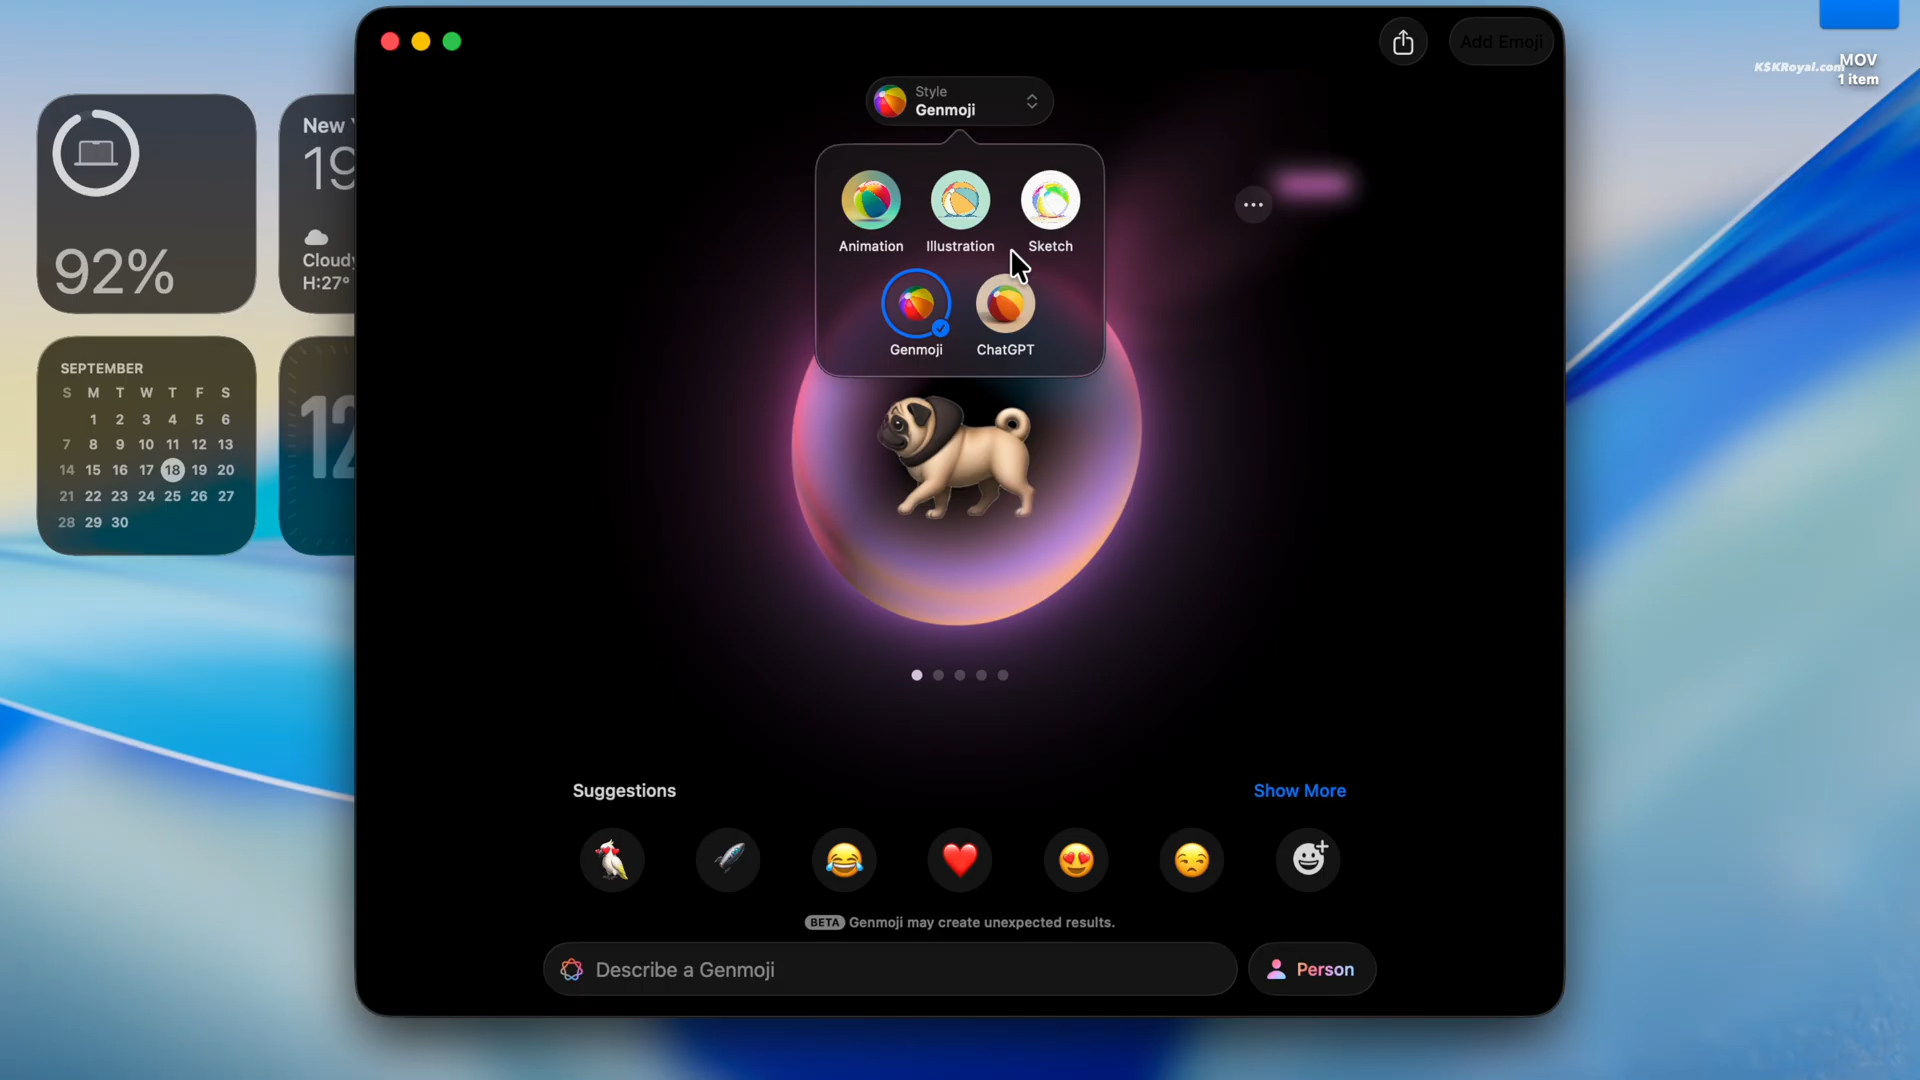 Add Emoji
MOV
1 item
KSKRoyal.com
Style
Genmoji
Animation
Illustration
Sketch
Genmoji
ChatGPT
92%
New
19
Cloudy
H:27°
SEPTEMBER
S M T W T F S
1 2 3 4 5 6
7 8 9 10 11 12 13
14 15 16 17 18 19 20
21 22 23 24 25 26 27
28 29 30
12
Suggestions
Show More
BETA Genmoji may create unexpected results.
Describe a Genmoji
Person